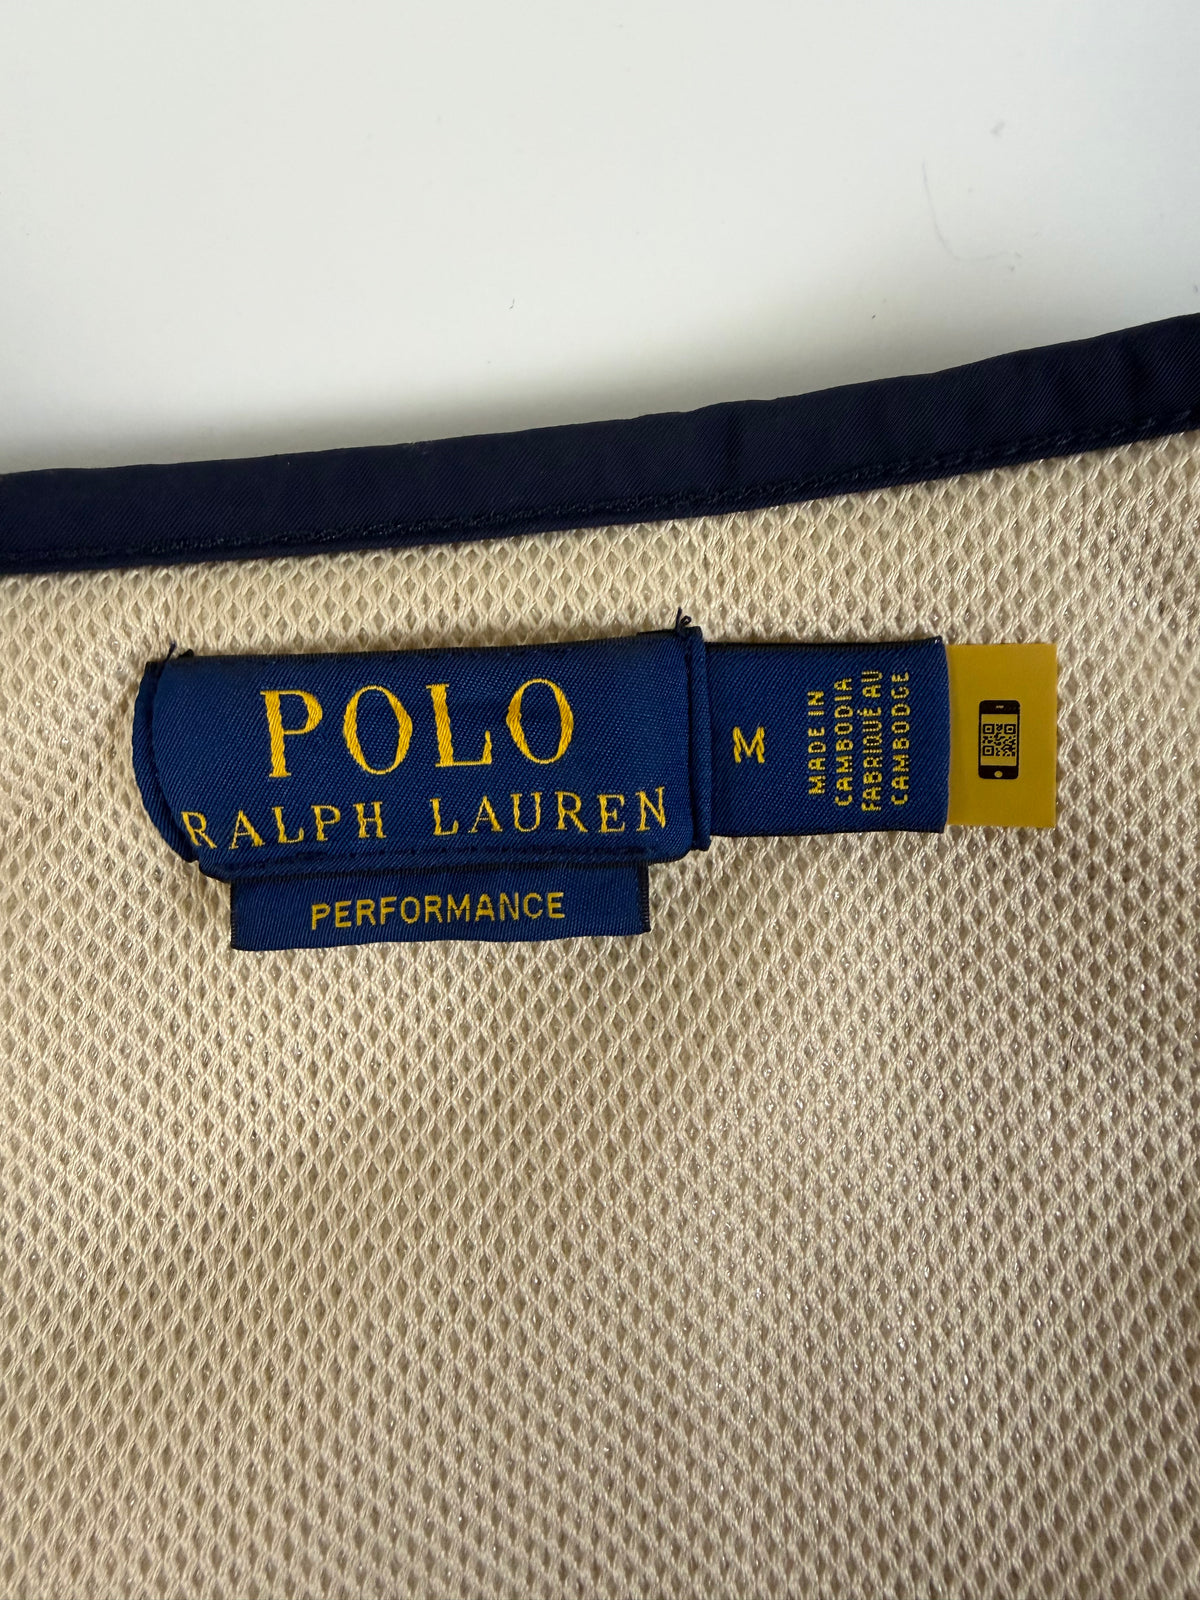 POLO
RALPH LAUREN
PERFORMANCE
M
MADE IN
CAMBODIA
FABRIQUÉ AU
CAMBODGE